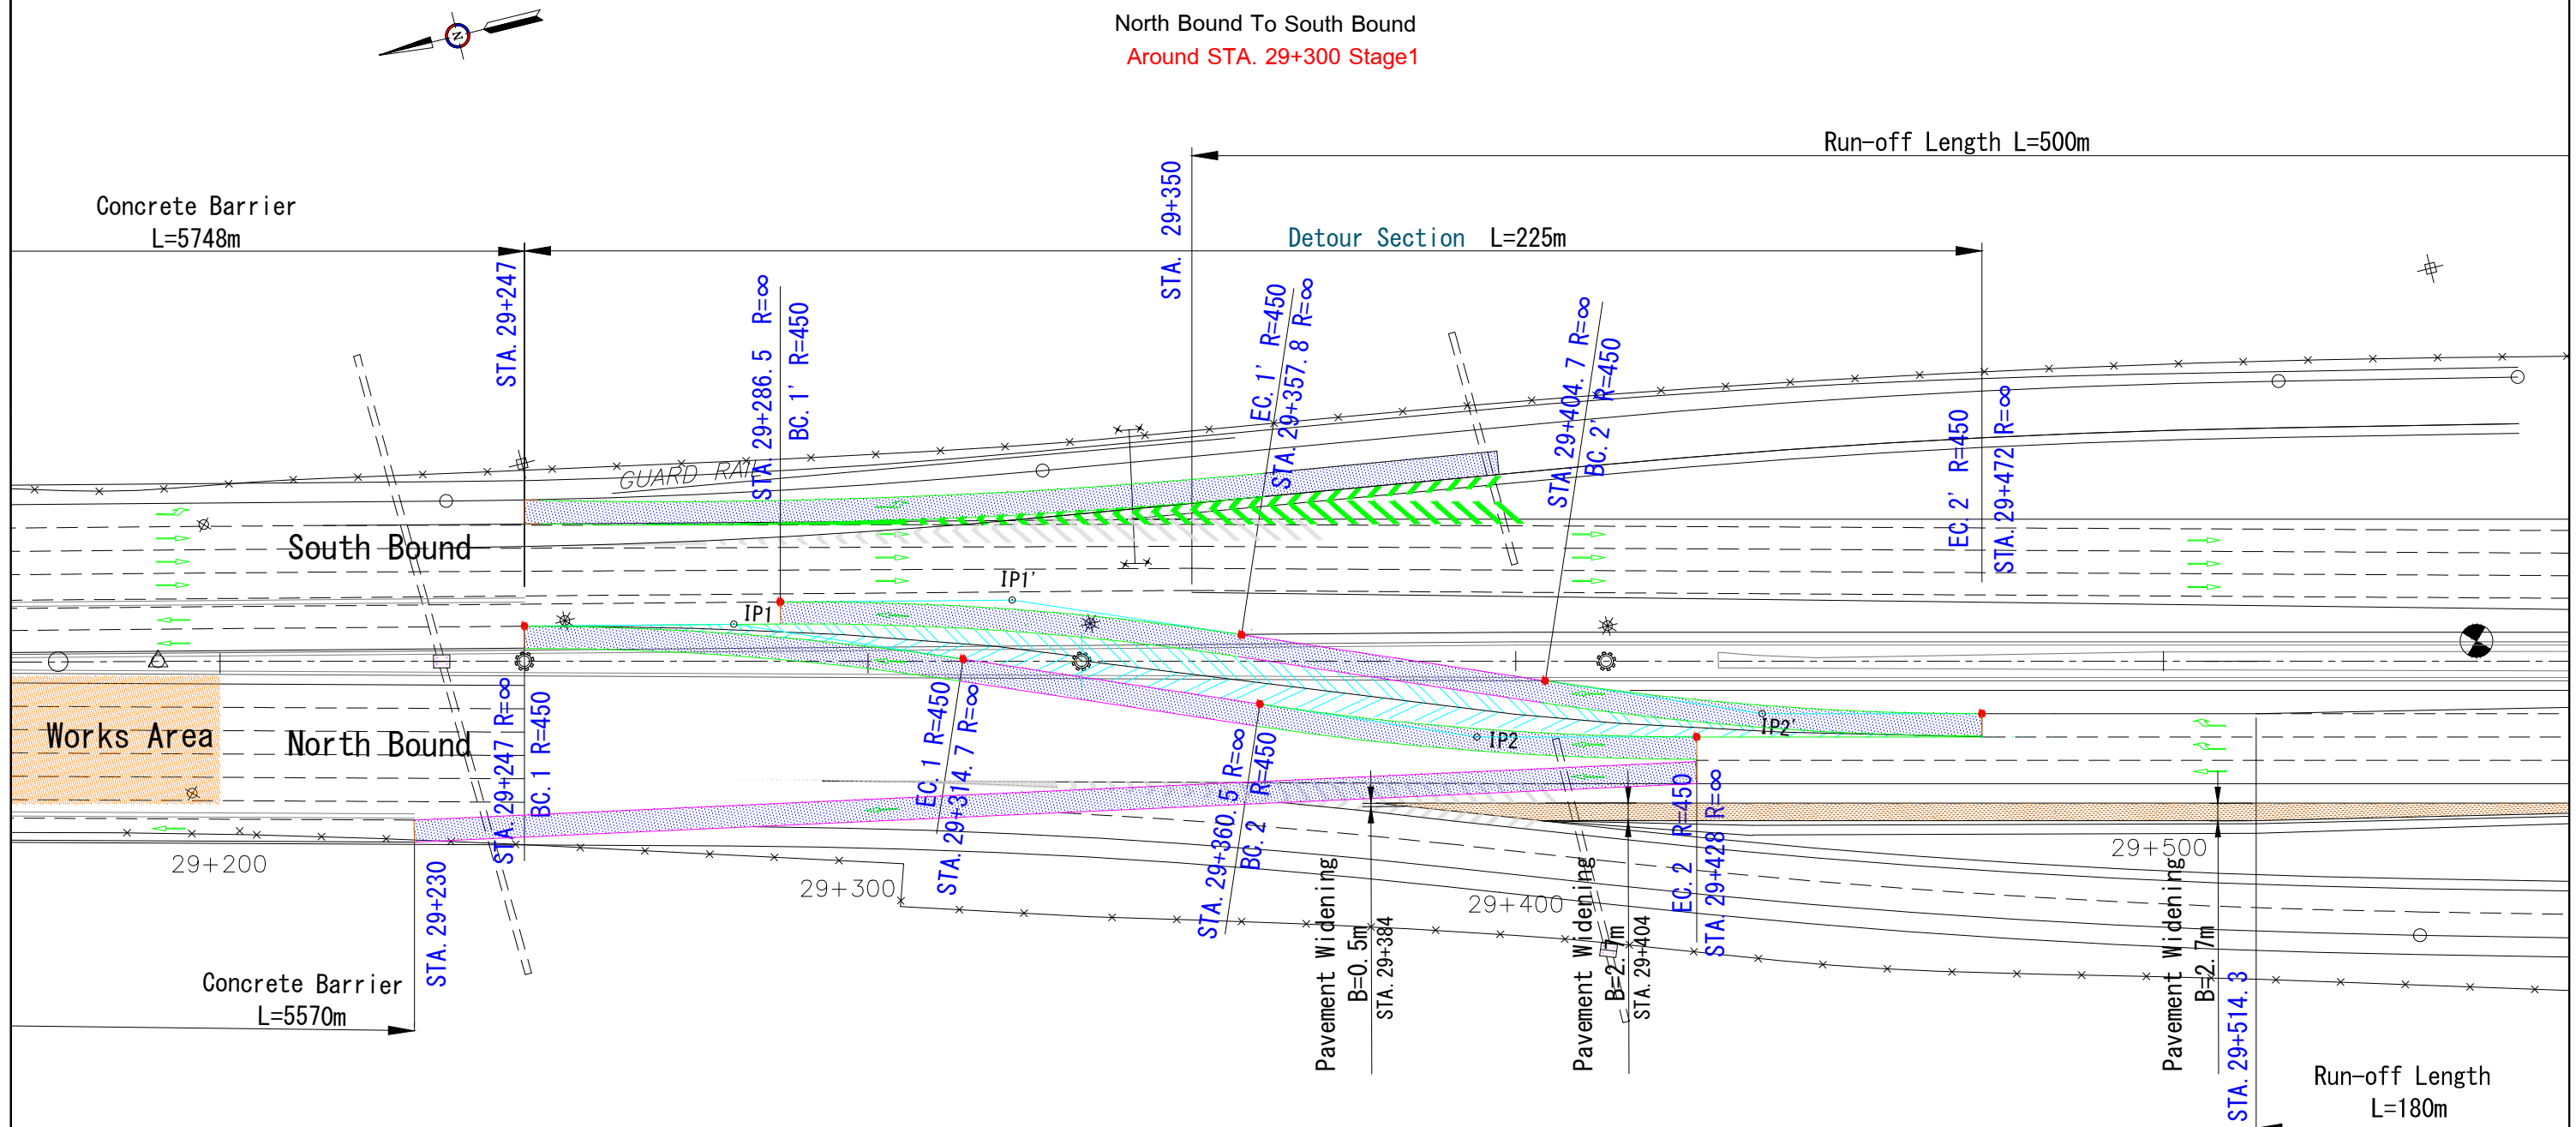 North Bound To South Bound
Around STA. 29+300 Stage1
N
Run-off Length L=500m
Concrete Barrier
L=5748m
Detour Section L=225m
STA. 29+247
STA. 29+286.5 R=∞
BC. 1' R=450
STA. 29+350
EC. 1' R=450
STA. 29+357.8 R=∞
STA. 29+404.7 R=∞
BC. 2' R=450
EC. 2' R=450
STA. 29+472 R=∞
GUARD RAIL
South Bound
IP1'
IP1
Works Area
North Bound
IP2
IP2'
STA. 29+247 R=∞
BC. 1 R=450
EC. 1 R=450
STA. 29+314.7 R=∞
STA. 29+360.5 R=∞
BC. 2 R=450
EC. 2 R=450
STA. 29+428 R=∞
29+200
29+300
29+400
29+500
STA. 29+230
Pavement Widening
B=0.5m
STA. 29+384
Pavement Widening
B=2.7m
STA. 29+404
Pavement Widening
B=2.7m
STA. 29+514.3
Concrete Barrier
L=5570m
Run-off Length
L=180m